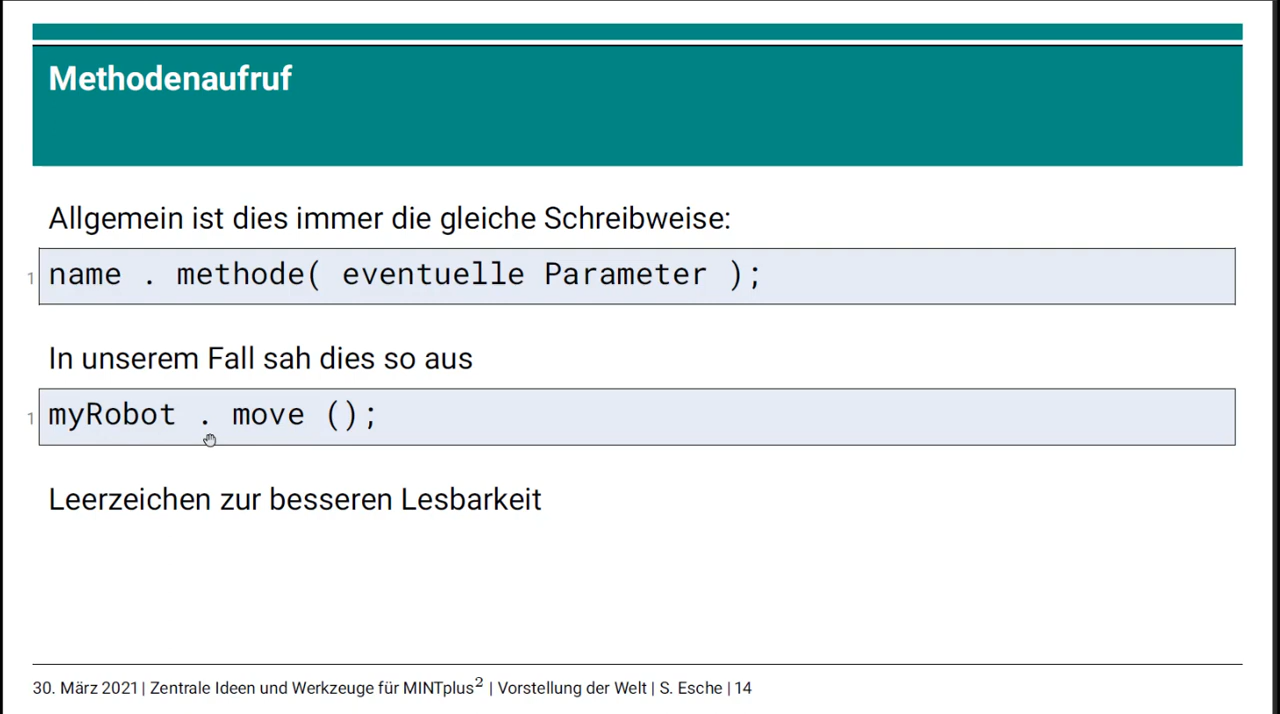 Methodenaufruf
Allgemein ist dies immer die gleiche Schreibweise:
1 name . methode( eventuelle Parameter );
In unserem Fall sah dies so aus
1 myRobot . move ();
Leerzeichen zur besseren Lesbarkeit
30. März 2021 | Zentrale Ideen und Werkzeuge für MINTplus² | Vorstellung der Welt | S. Esche | 14